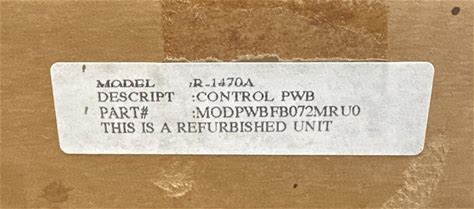 MODEL :R-1470A
DESCRIPT :CONTROL PWB
PART# :MODPWBFB072MRU0
THIS IS A REFURBISHED UNIT